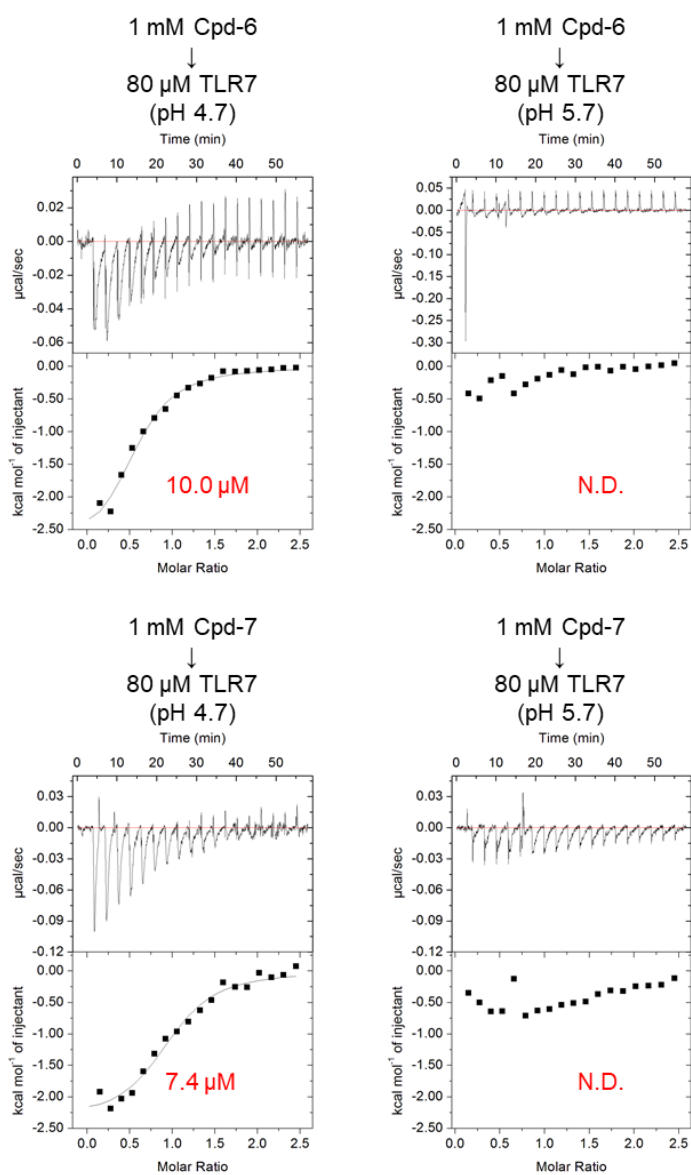 1 mM Cpd-6
↓
80 µM TLR7
(pH 4.7)
Time (min)
0 10 20 30 40 50
0.02
0.00
-0.02
-0.04
-0.06
µcal/sec
0.00
-0.50
-1.00
-1.50
-2.00
-2.50
kcal mol⁻¹ of injectant
10.0 µM
0.0 0.5 1.0 1.5 2.0 2.5
Molar Ratio
1 mM Cpd-6
↓
80 µM TLR7
(pH 5.7)
Time (min)
0 10 20 30 40 50
0.05
0.00
-0.05
-0.10
-0.15
-0.20
-0.25
-0.30
µcal/sec
0.00
-0.50
-1.00
-1.50
-2.00
-2.50
kcal mol⁻¹ of injectant
N.D.
0.0 0.5 1.0 1.5 2.0 2.5
Molar Ratio
1 mM Cpd-7
↓
80 µM TLR7
(pH 4.7)
Time (min)
0 10 20 30 40 50
0.03
0.00
-0.03
-0.06
-0.09
-0.12
µcal/sec
0.00
-0.50
-1.00
-1.50
-2.00
-2.50
kcal mol⁻¹ of injectant
7.4 µM
0.0 0.5 1.0 1.5 2.0 2.5
Molar Ratio
1 mM Cpd-7
↓
80 µM TLR7
(pH 5.7)
Time (min)
0 10 20 30 40 50
0.03
0.00
-0.03
-0.06
-0.09
-0.12
µcal/sec
0.00
-0.50
-1.00
-1.50
-2.00
-2.50
kcal mol⁻¹ of injectant
N.D.
0.0 0.5 1.0 1.5 2.0 2.5
Molar Ratio